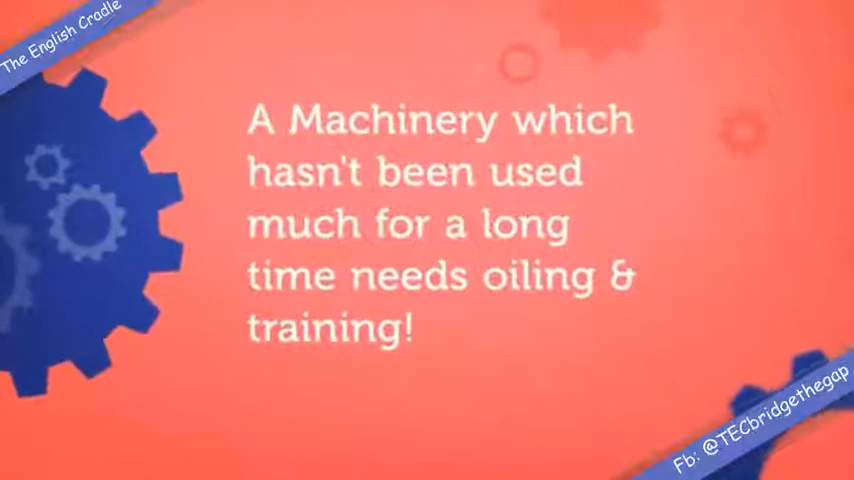 The English Cradle
A Machinery which
hasn't been used
much for a long
time needs oiling &
training!
Fb: @TECbridgethegap